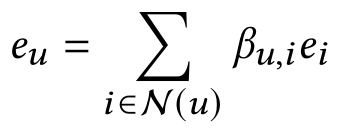 e_u = \sum_{i \in \mathcal{N}(u)} \beta_{u,i} e_i